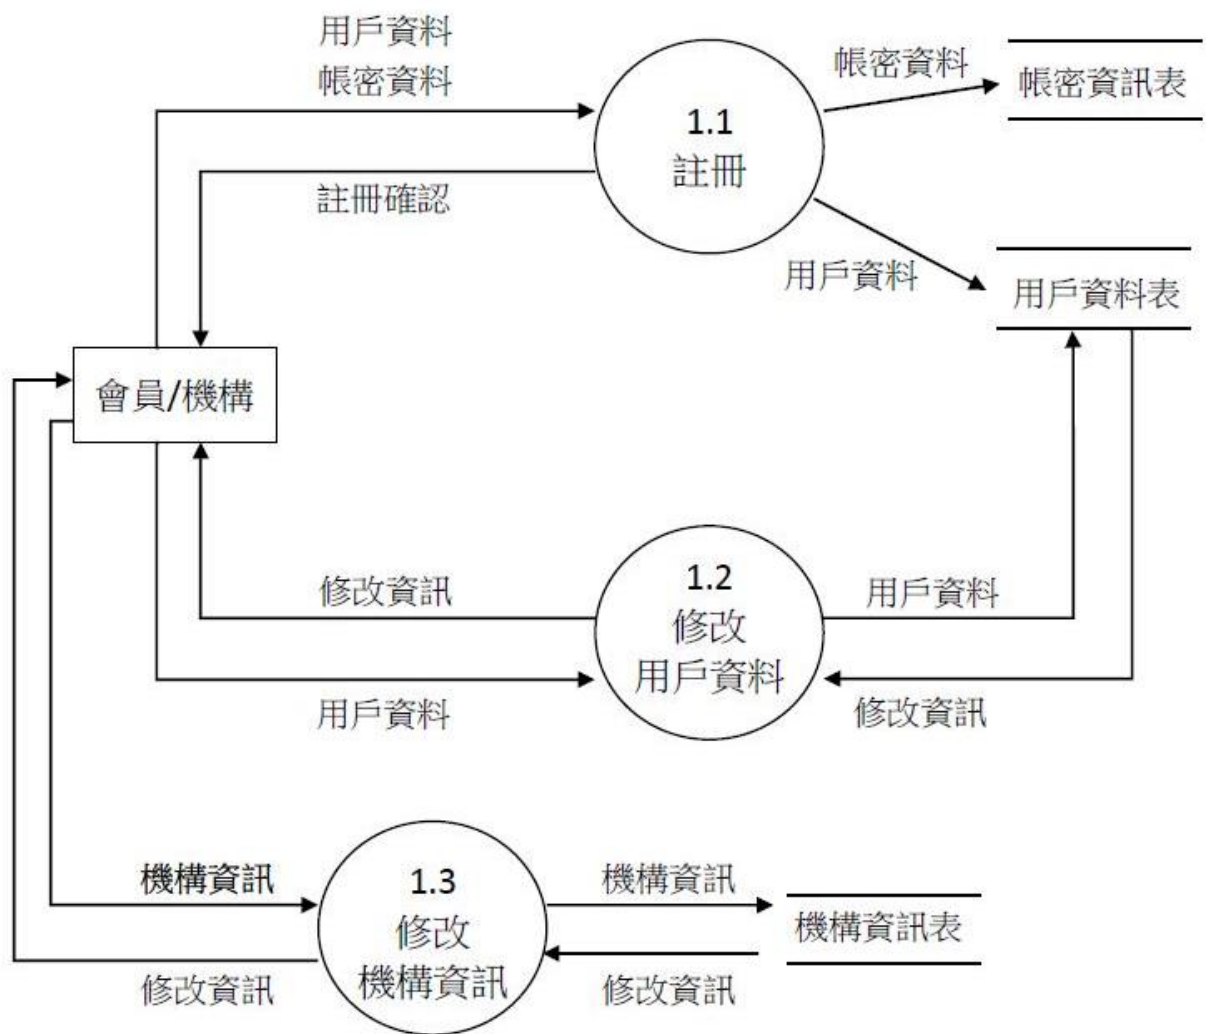 用戶資料
帳密資料
1.1
註冊
帳密資料
帳密資訊表
註冊確認
用戶資料
用戶資料表
會員/機構
修改資訊
1.2
修改
用戶資料
用戶資料
用戶資料
修改資訊
機構資訊
1.3
修改
機構資訊
機構資訊
機構資訊表
修改資訊
修改資訊